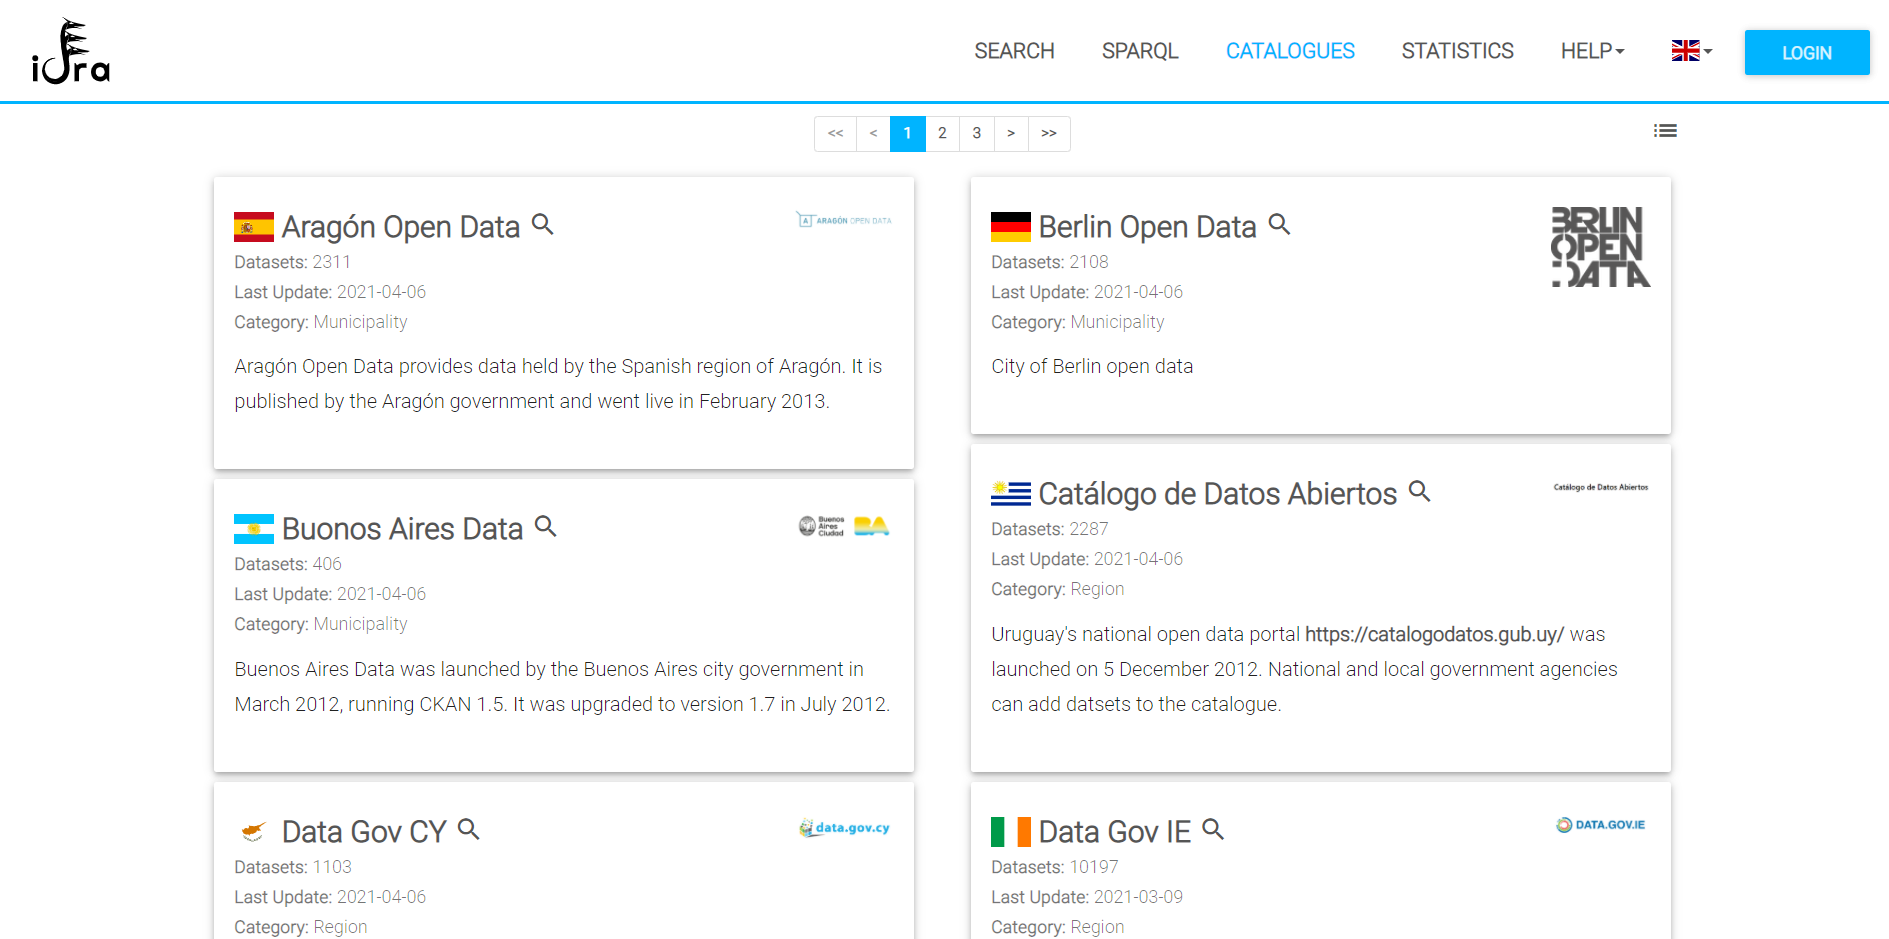 idra
SEARCH SPARQL CATALOGUES STATISTICS HELP LOGIN
<< < 1 2 3 > >>
Aragón Open Data
ARAGÓN OPEN DATA
Datasets: 2311
Last Update: 2021-04-06
Category: Municipality
Aragón Open Data provides data held by the Spanish region of Aragón. It is
published by the Aragón government and went live in February 2013.
Berlin Open Data
BERLIN
OPEN
DATA
Datasets: 2108
Last Update: 2021-04-06
Category: Municipality
City of Berlin open data
Buonos Aires Data
Buenos
Aires
Ciudad
BA
Datasets: 406
Last Update: 2021-04-06
Category: Municipality
Buenos Aires Data was launched by the Buenos Aires city government in
March 2012, running CKAN 1.5. It was upgraded to version 1.7 in July 2012.
Catálogo de Datos Abiertos
Catálogo de Datos Abiertos
Datasets: 2287
Last Update: 2021-04-06
Category: Region
Uruguay's national open data portal https://catalogodatos.gub.uy/ was
launched on 5 December 2012. National and local government agencies
can add datsets to the catalogue.
Data Gov CY
data.gov.cy
Datasets: 1103
Last Update: 2021-04-06
Category: Region
Data Gov IE
DATA.GOV.IE
Datasets: 10197
Last Update: 2021-03-09
Category: Region